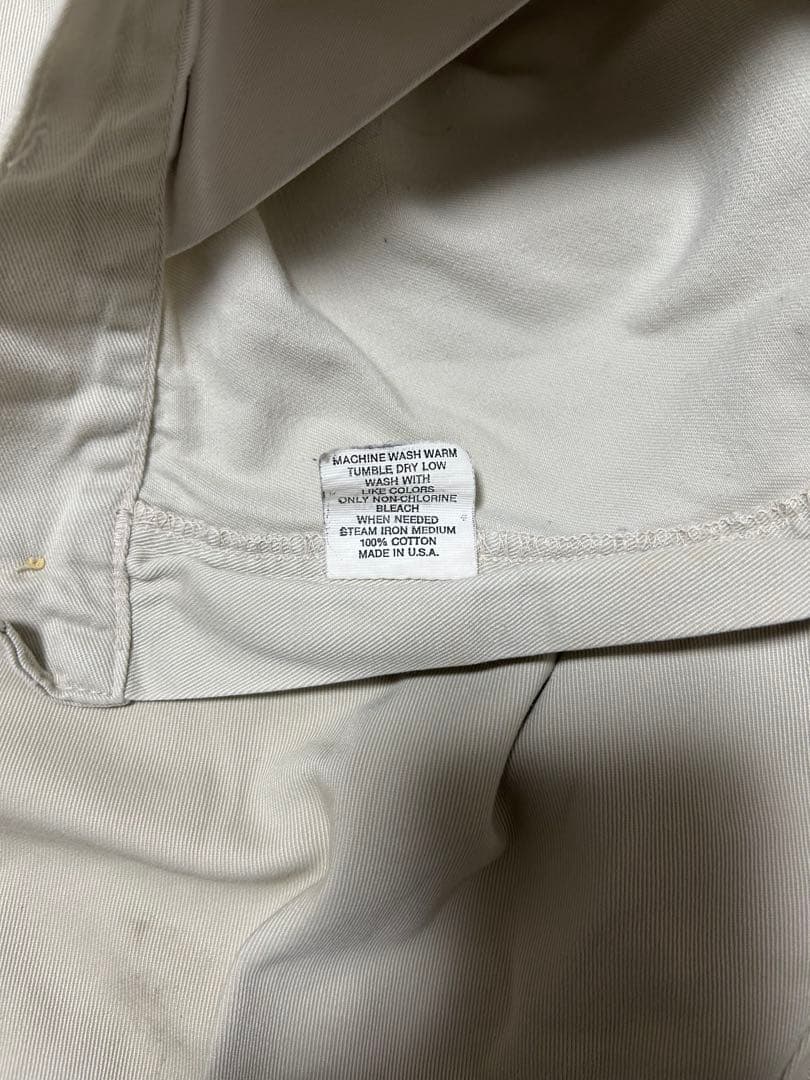 MACHINE WASH WARM
TUMBLE DRY LOW
WASH WITH
LIKE COLORS
ONLY NON-CHLORINE
BLEACH
WHEN NEEDED
STEAM IRON MEDIUM
100% COTTON
MADE IN U.S.A.